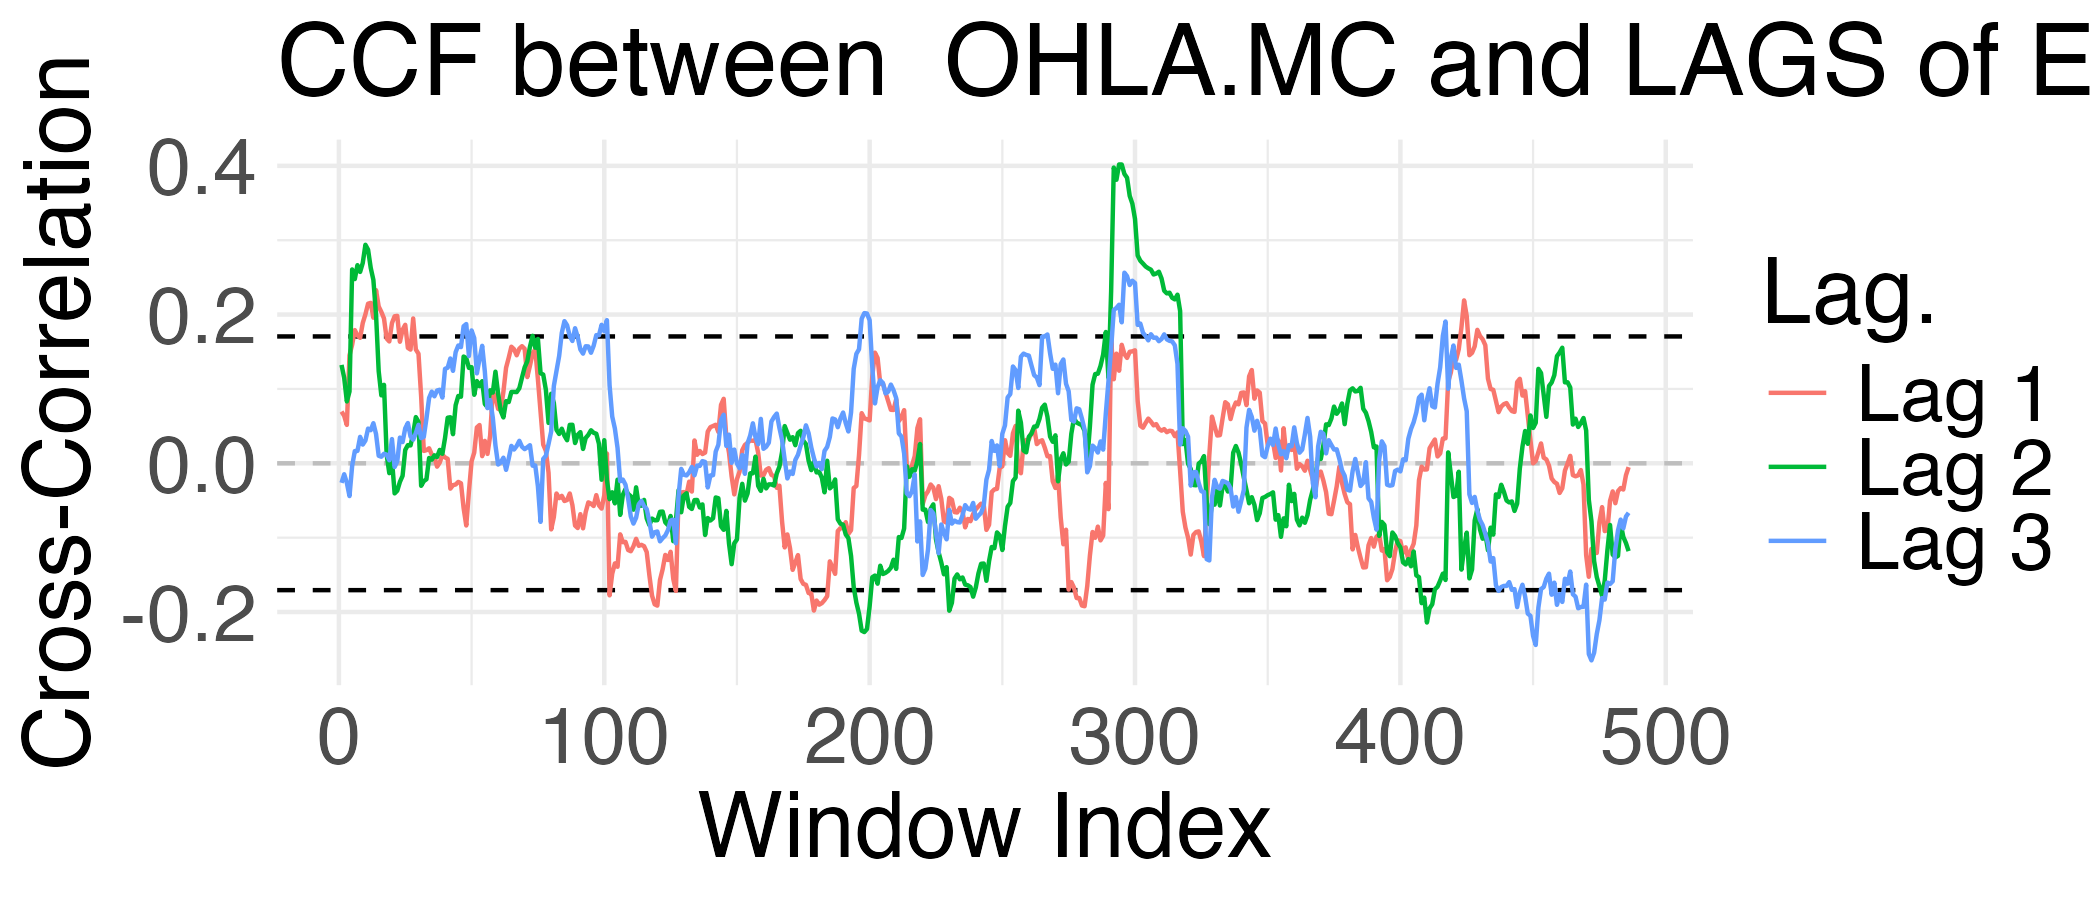 CCF between  OHLA.MC and LAGS of E
Cross-Correlation
0.4
0.2
0.0
-0.2
0
100
200
300
400
500
Window Index
Lag.
Lag 1
Lag 2
Lag 3